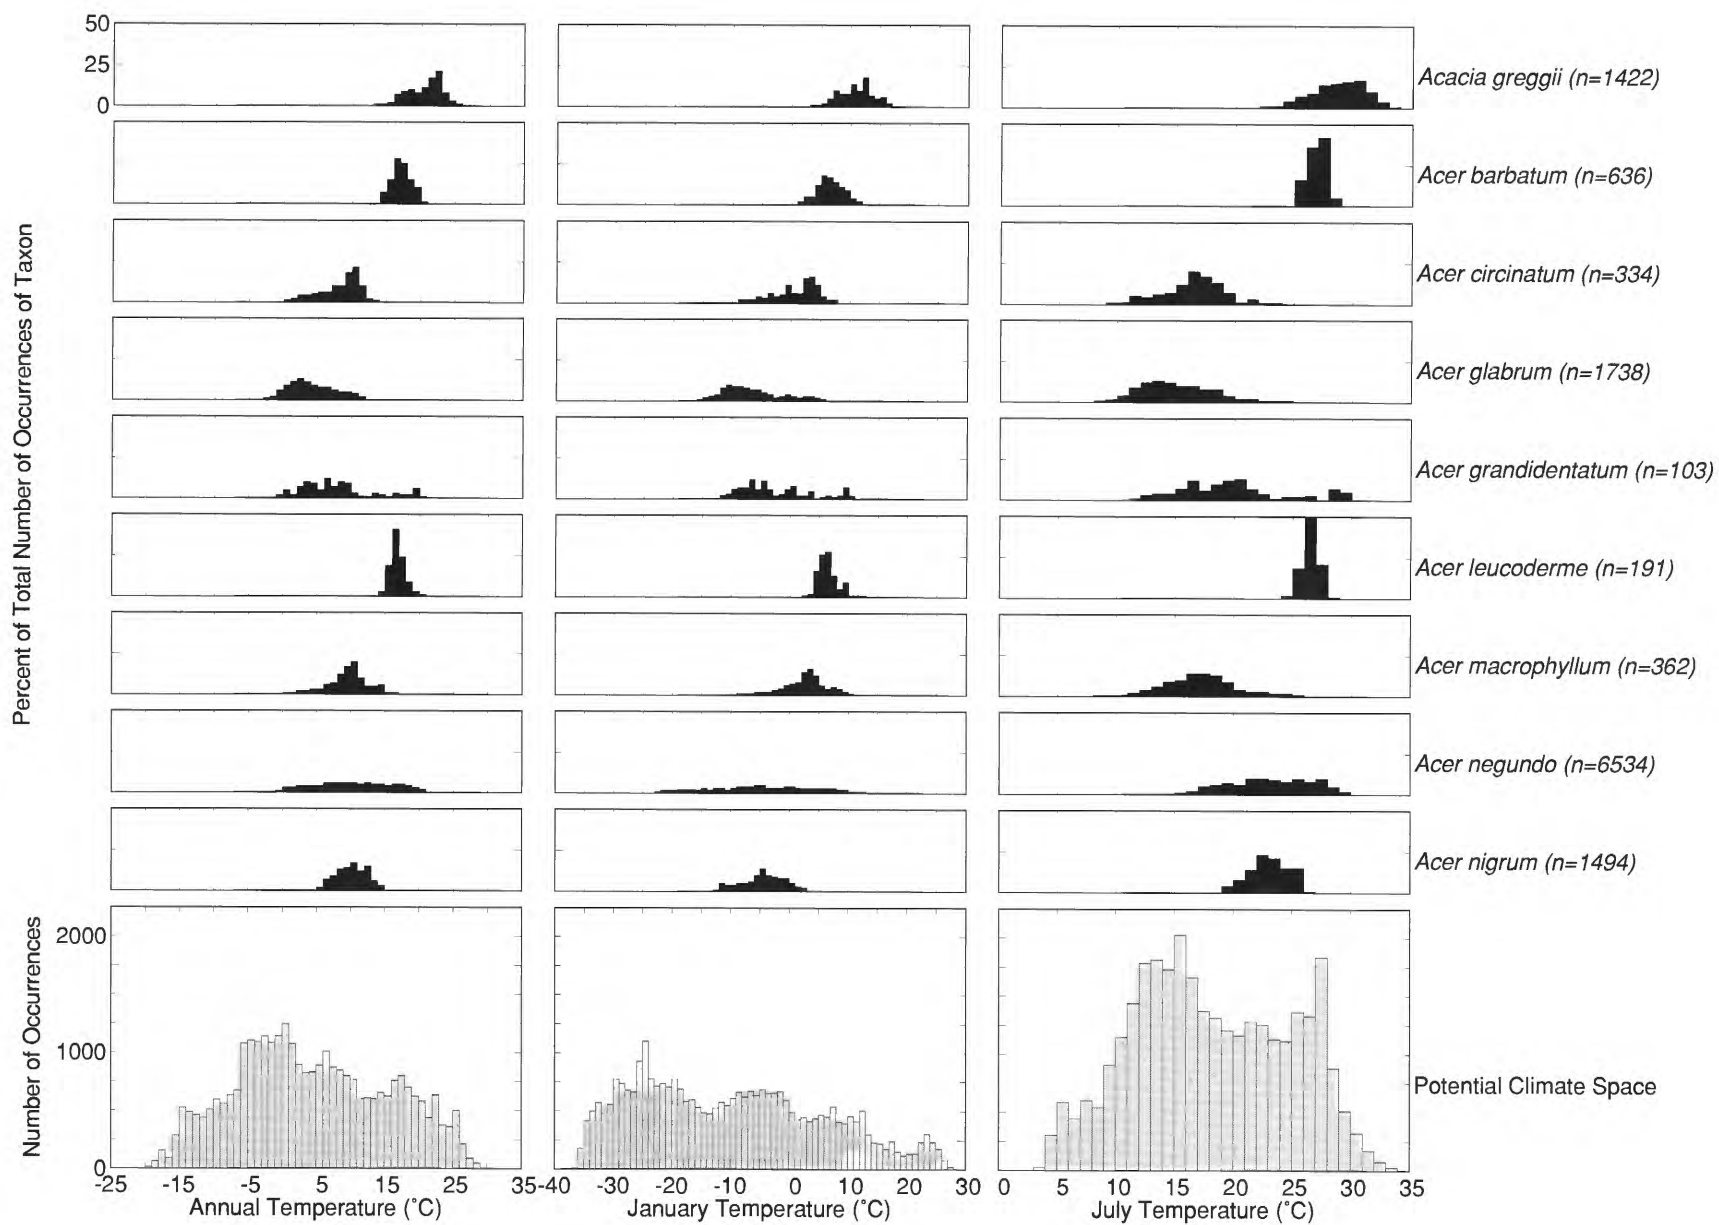 50
25
0
Acacia greggii (n=1422)
Acer barbatum (n=636)
Acer circinatum (n=334)
Acer glabrum (n=1738)
Acer grandidentatum (n=103)
Acer leucoderme (n=191)
Acer macrophyllum (n=362)
Acer negundo (n=6534)
Acer nigrum (n=1494)
Percent of Total Number of Occurrences of Taxon
Number of Occurrences
2000
1000
0
Potential Climate Space
-25 -15 -5 5 15 25 35
Annual Temperature (°C)
-40 -30 -20 -10 0 10 20 30
January Temperature (°C)
0 5 10 15 20 25 30 35
July Temperature (°C)